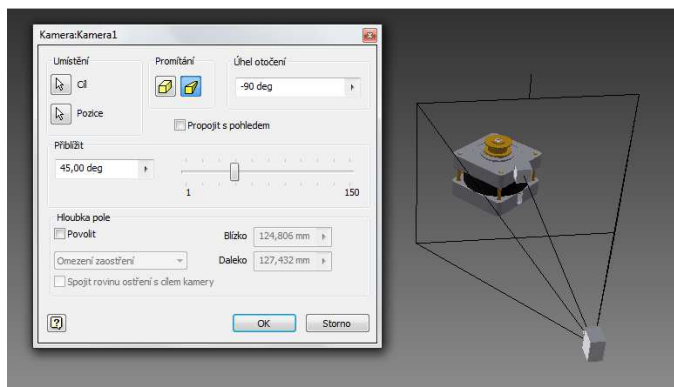 Kamera:Kamera1
Umístění
Promítání
Úhel otočení
Cíl
-90 deg
Pozice
Propojit s pohledem
Přiblížit
45,00 deg
1
150
Hloubka pole
Povolit
Blízko
124,806 mm
Omezení zaostření
Daleko
127,432 mm
Spojit rovinu ostření s cílem kamery
?
OK
Storno